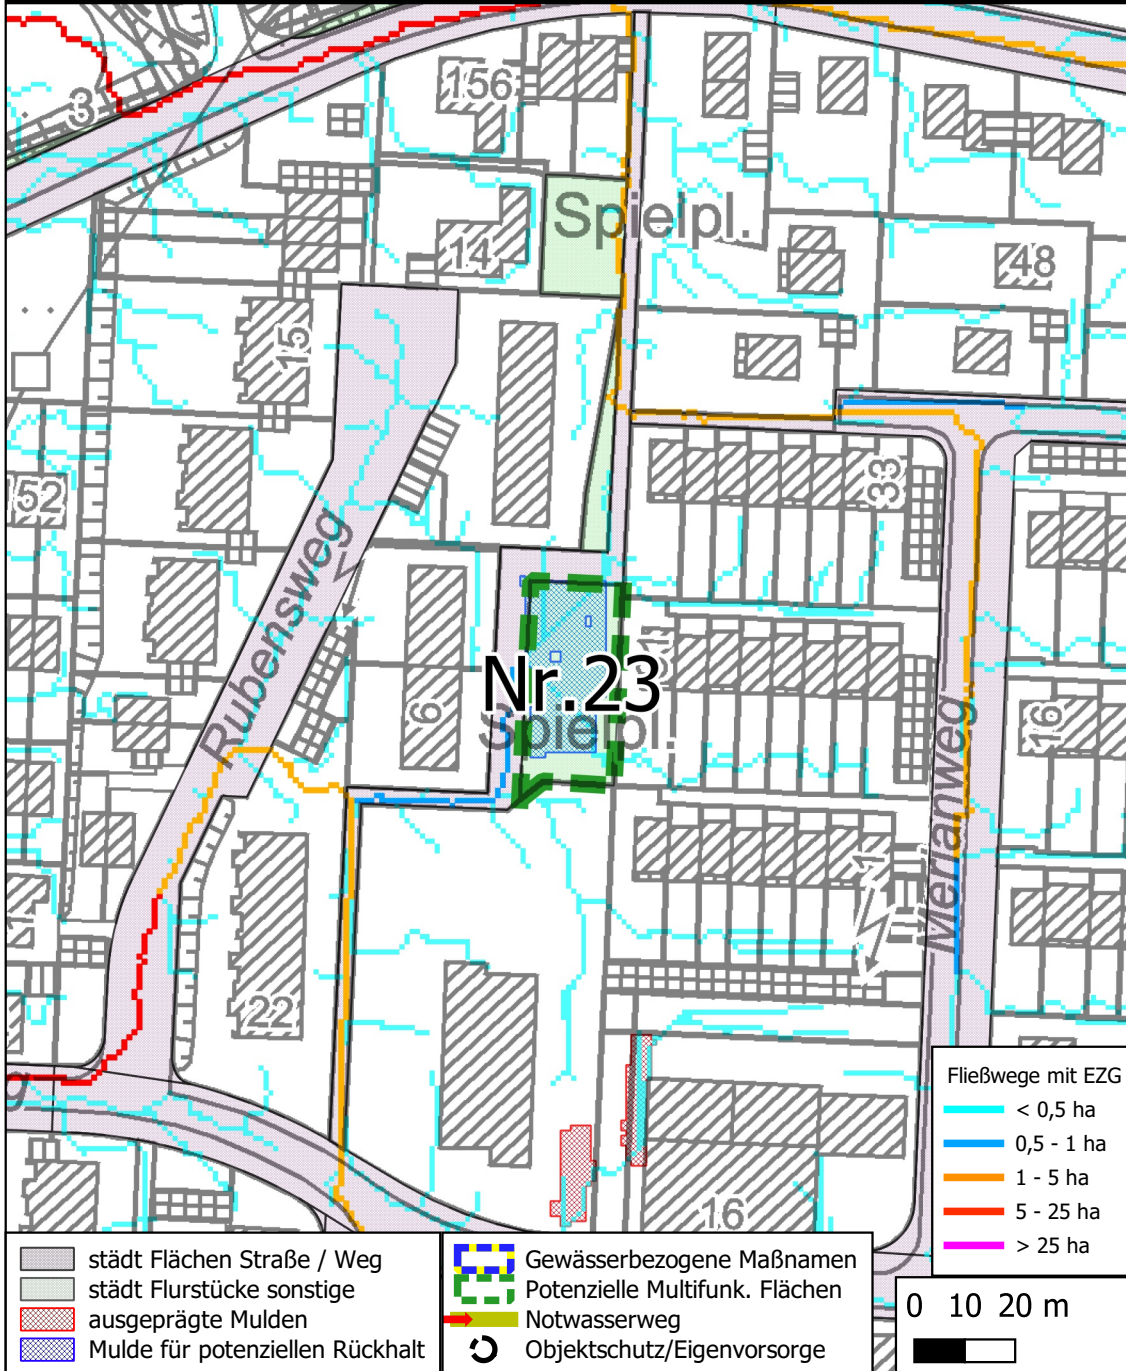 3
156
Spielpl.
14
48
15
52
33
Rubensweg
Nr.23
6
Spielpl.
16
Merianweg
1
22
g
16
Fließwege mit EZG
< 0,5 ha
0,5 - 1 ha
1 - 5 ha
5 - 25 ha
> 25 ha
städt Flächen Straße / Weg
städt Flurstücke sonstige
ausgeprägte Mulden
Mulde für potenziellen Rückhalt
Gewässerbezogene Maßnamen
Potenzielle Multifunk. Flächen
Notwasserweg
Objektschutz/Eigenvorsorge
0 10 20 m